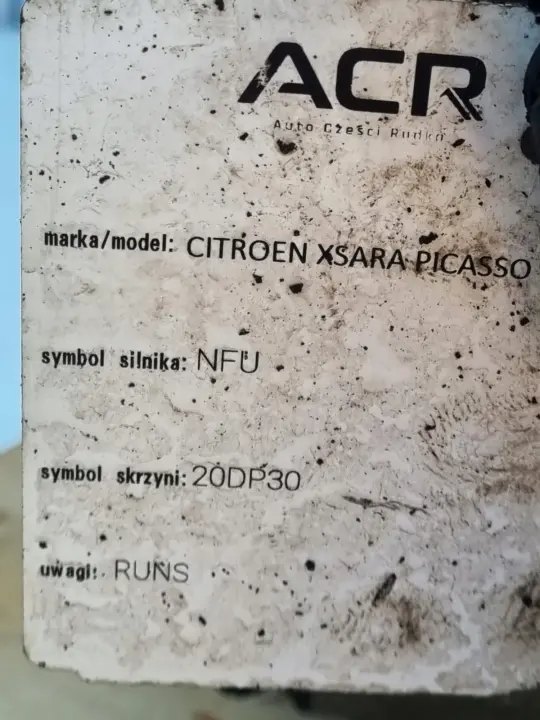 ACR
Auto Części Rudka
marka/model: CITROEN XSARA PICASSO
symbol silnika: NFU
symbol skrzyni: 20DP30
uwagi: RUNS